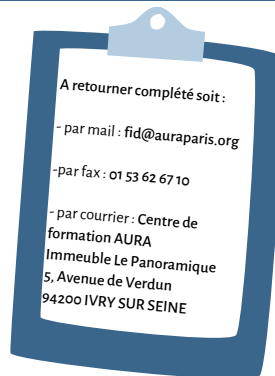 A retourner complété soit :
- par mail : fid@auraparis.org
-par fax : 01 53 62 67 10
- par courrier : Centre de
formation AURA
Immeuble Le Panoramique
5, Avenue de Verdun
94200 IVRY SUR SEINE